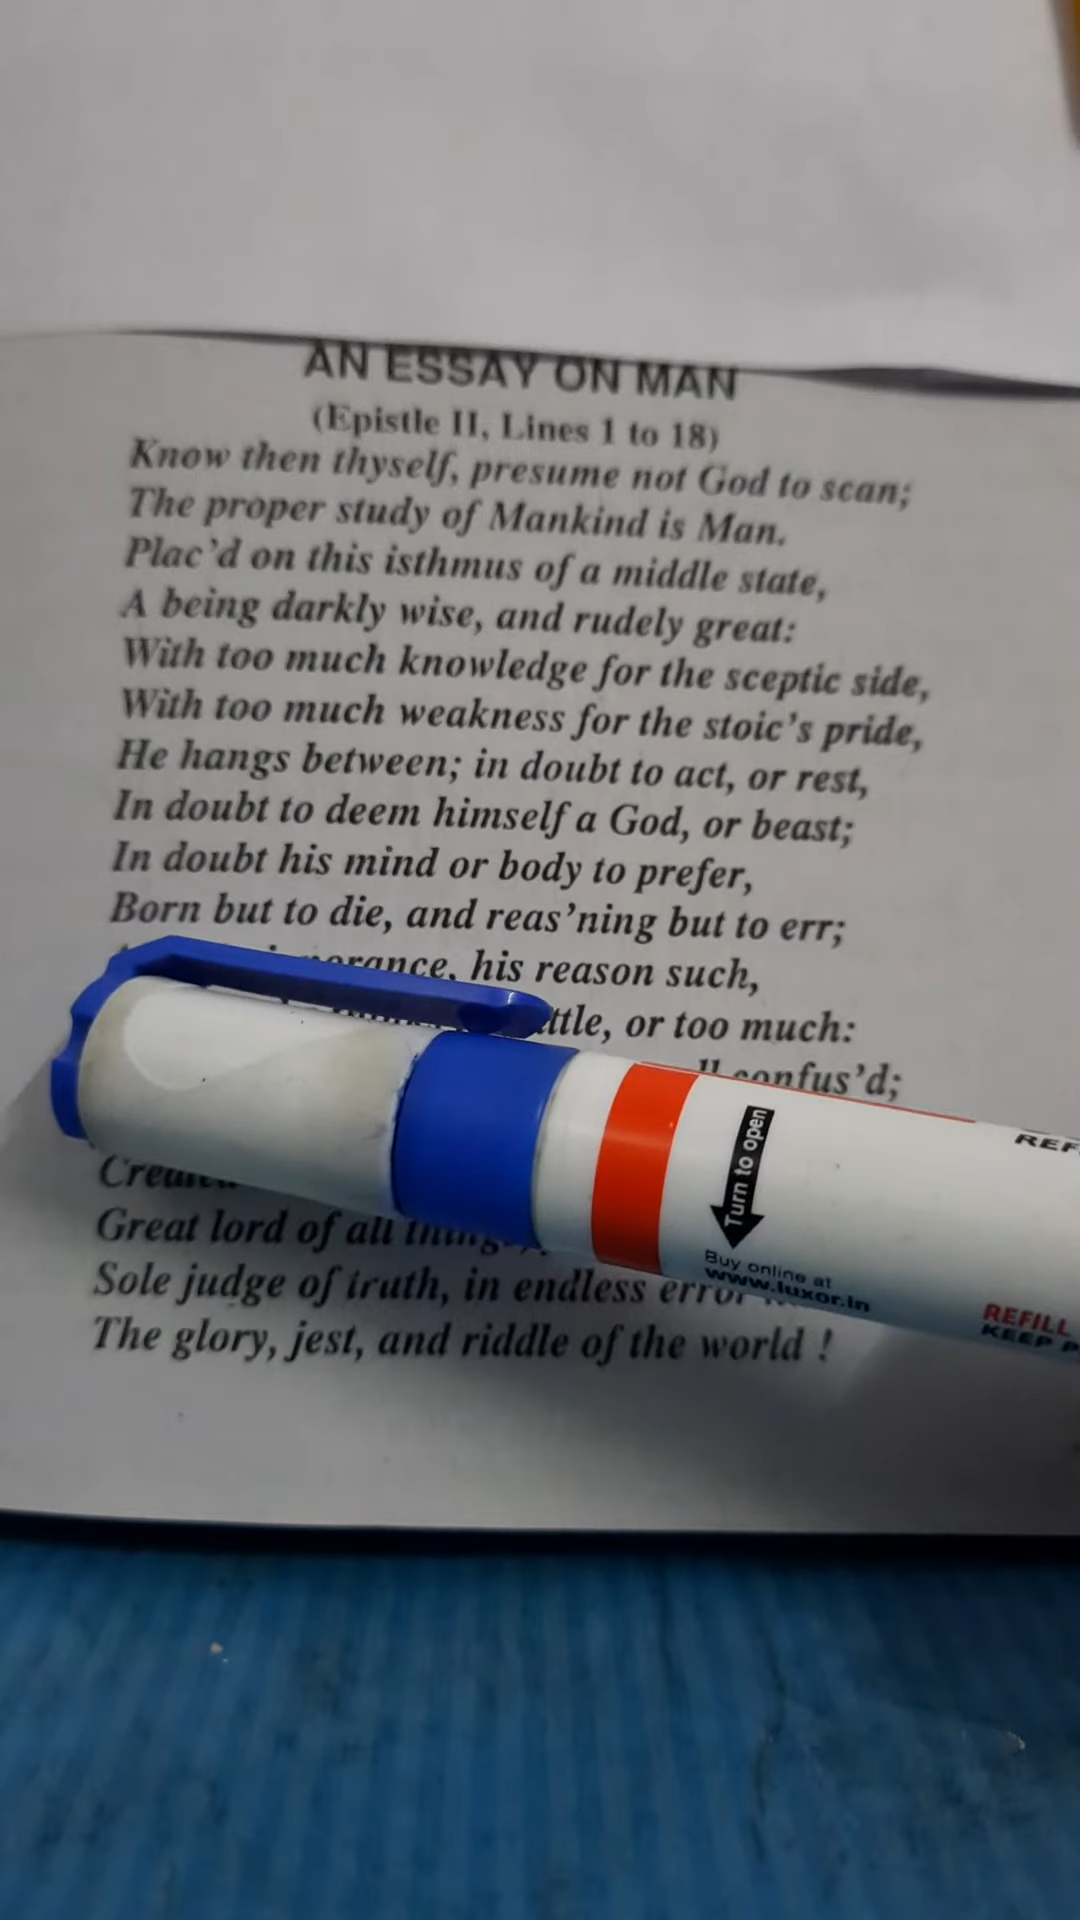 AN ESSAY ON MAN
(Epistle II, Lines 1 to 18)
Know then thyself, presume not God to scan;
The proper study of Mankind is Man.
Plac'd on this isthmus of a middle state,
A being darkly wise, and rudely great:
With too much knowledge for the sceptic side,
With too much weakness for the stoic's pride,
He hangs between; in doubt to act, or rest,
In doubt to deem himself a God, or beast;
In doubt his mind or body to prefer,
Born but to die, and reas'ning but to err;
his reason such,
or too much:
confus'd;
Great lord of all
Sole judge of truth, in endless error
The glory, jest, and riddle of the world !
Turn to open
Buy online at
www.luxor.in
REFILL
KEEP